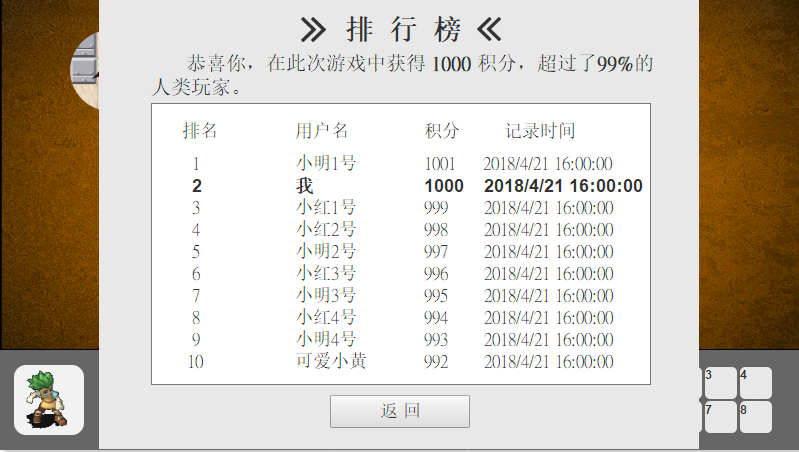 排 行 榜
恭喜你，在此次游戏中获得 1000 积分，超过了99%的
人类玩家。
排名 用户名 积分 记录时间
1 小明1号 1001 2018/4/21 16:00:00
2 我 1000 2018/4/21 16:00:00
3 小红1号 999 2018/4/21 16:00:00
4 小红2号 998 2018/4/21 16:00:00
5 小明2号 997 2018/4/21 16:00:00
6 小红3号 996 2018/4/21 16:00:00
7 小明3号 995 2018/4/21 16:00:00
8 小红4号 994 2018/4/21 16:00:00
9 小明4号 993 2018/4/21 16:00:00
10 可爱小黄 992 2018/4/21 16:00:00
返 回
3 4
7 8